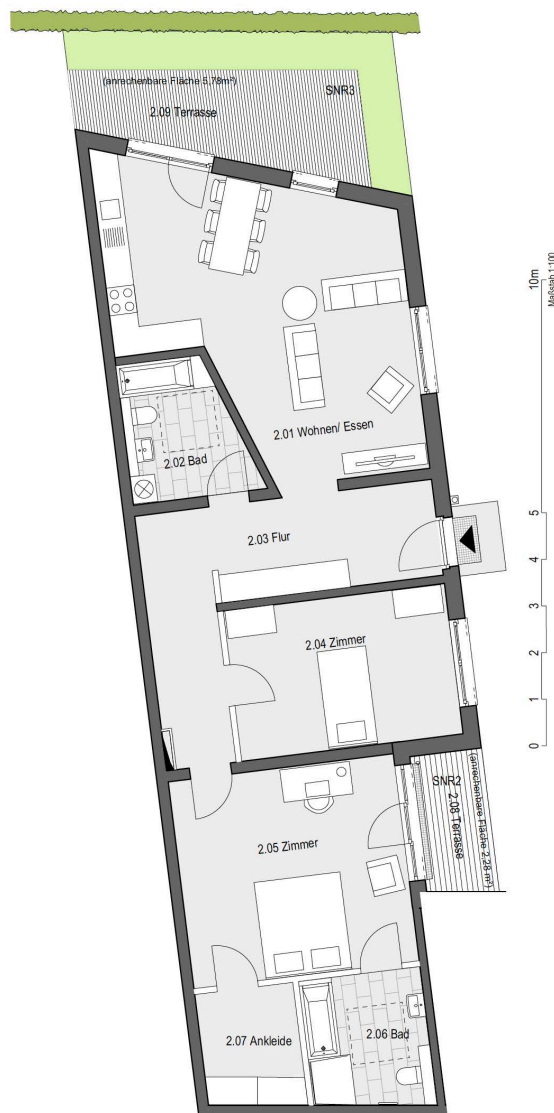 (anrechenbare Fläche 5,78m²)
SNR3
2.09 Terrasse
10m
Maßstab 1:100
2.01 Wohnen/ Essen
2.02 Bad
5
2.03 Flur
4
3
2.04 Zimmer
2
1
0
SNR2
2.08 Terrasse
(anrechenbare Fläche 2,28 m²)
2.05 Zimmer
2.07 Ankleide
2.06 Bad